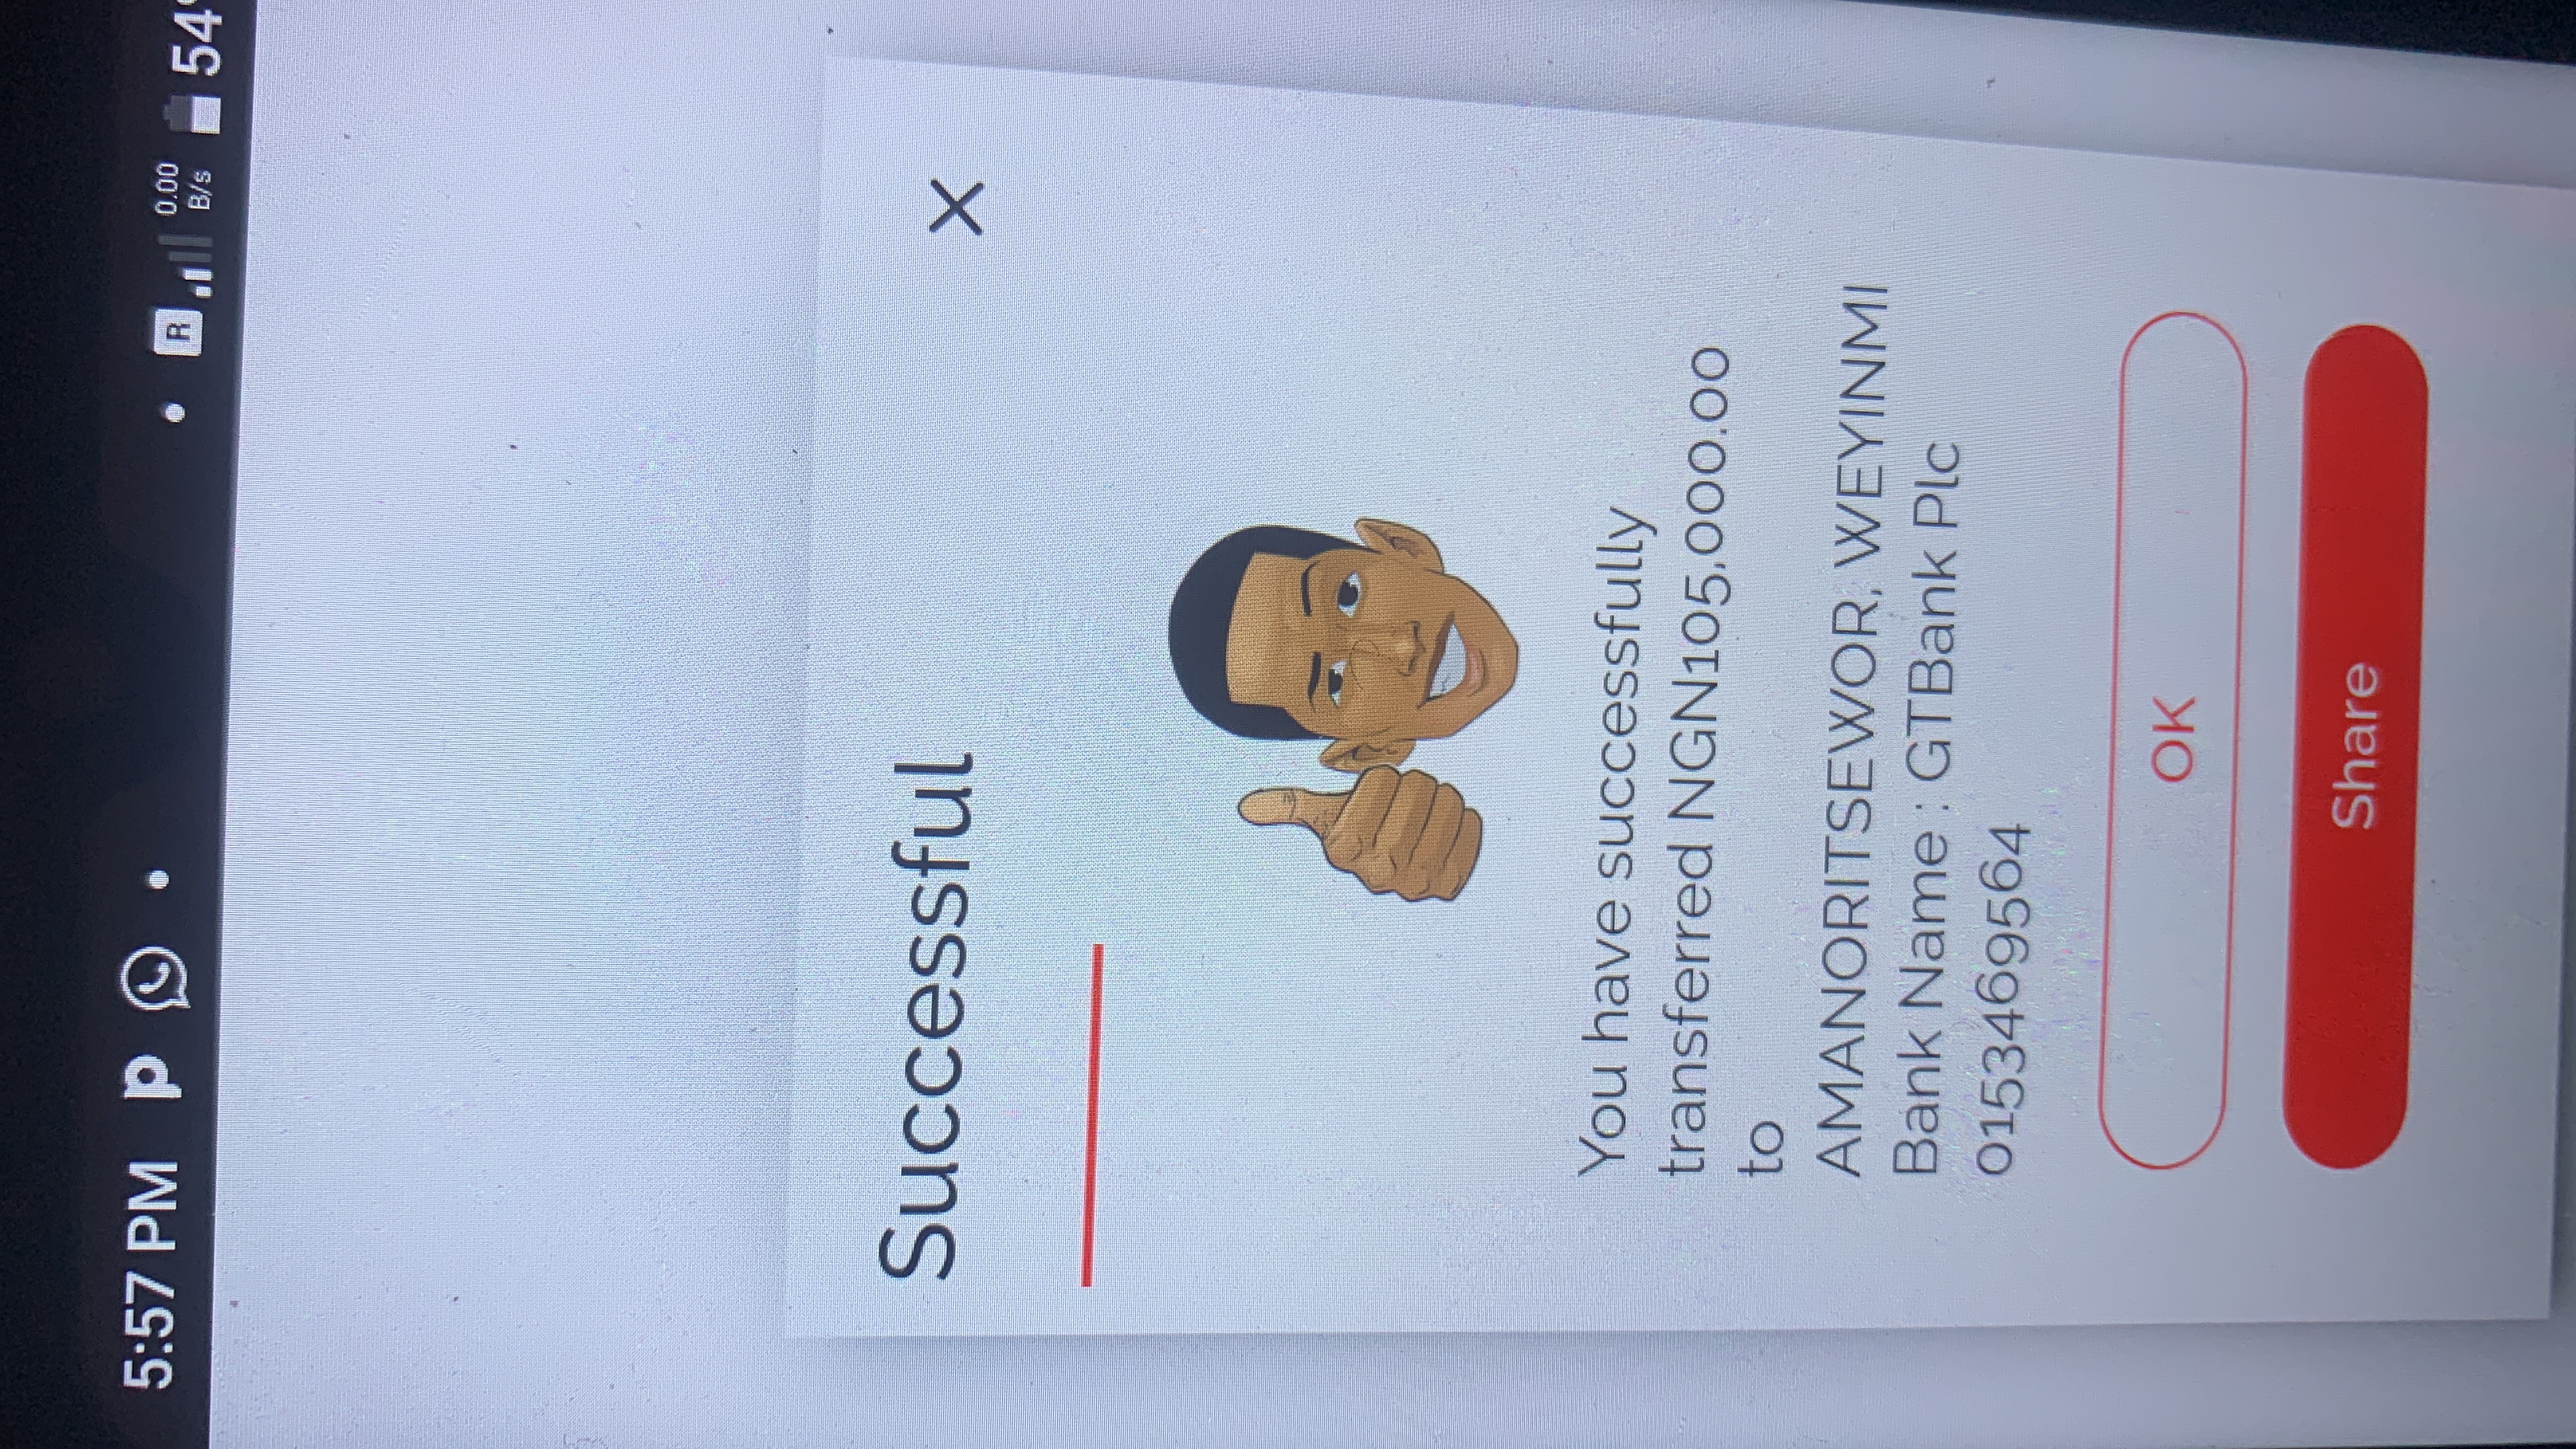 5:57 PM
R
0.00
B/s
54
Successful
You have successfully
transferred NGN105,000.00
to
AMANORITSEWOR, WEYINMI
Bank Name : GTBank Plc
0153469564
OK
Share